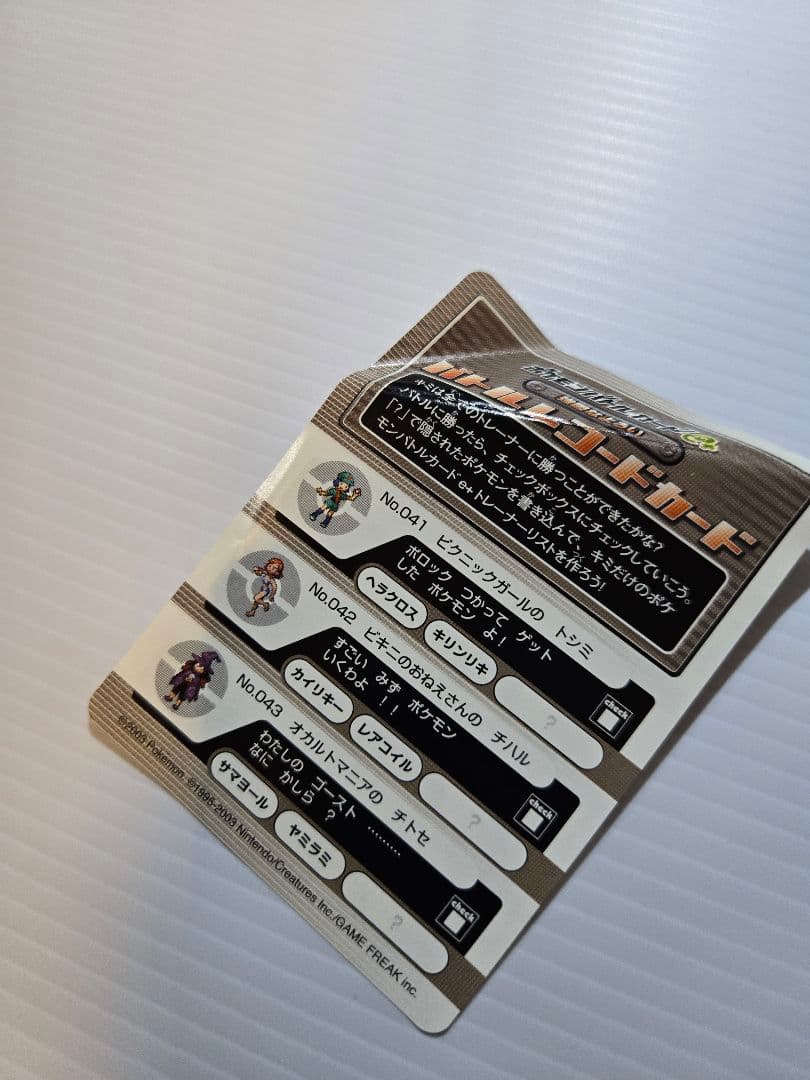 ポケモンバトルカードe+
バトルレコードカード
キミは全てのトレーナーに勝つことができたかな?
バトルに勝ったら、チェックボックスにチェックしていこう。
「?」で隠されたポケモンを書き込んで、キミだけのポケ
モンバトルカードe+トレーナーリストを作ろう!
No.041 ピクニックガールの トシミ
ポロック つかって ゲット
した ポケモン よ!
ヘラクロス キリンリキ ?
check
No.042 ビキニのおねえさんの チハル
すごい みず ポケモン
いくわよ !!
カイリキー レアコイル ?
check
No.043 オカルトマニアの チトセ
わたしの ゴースト ………
なに かしら ?
サマヨール ヤミラミ ?
check
©2003 Pokémon. ©1995-2003 Nintendo/Creatures Inc./GAME FREAK inc.